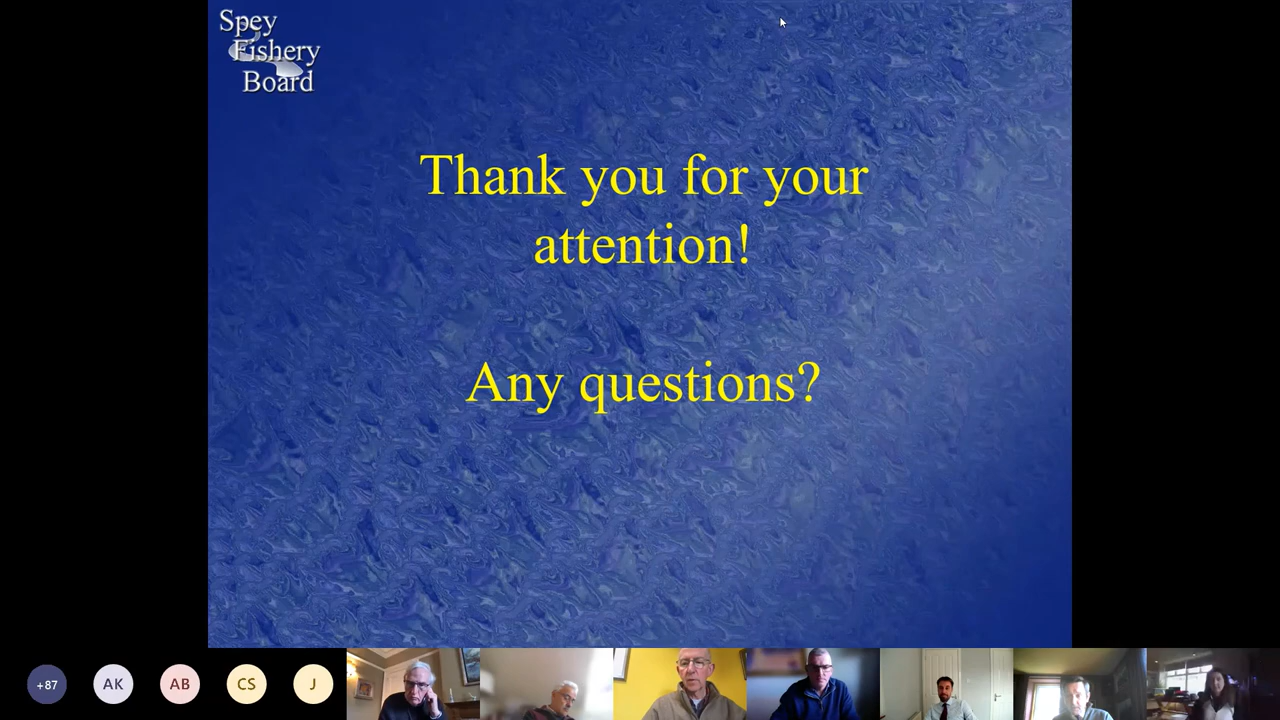 Spey
Fishery
Board
Thank you for your
attention!
Any questions?
+87
AK
AB
CS
J